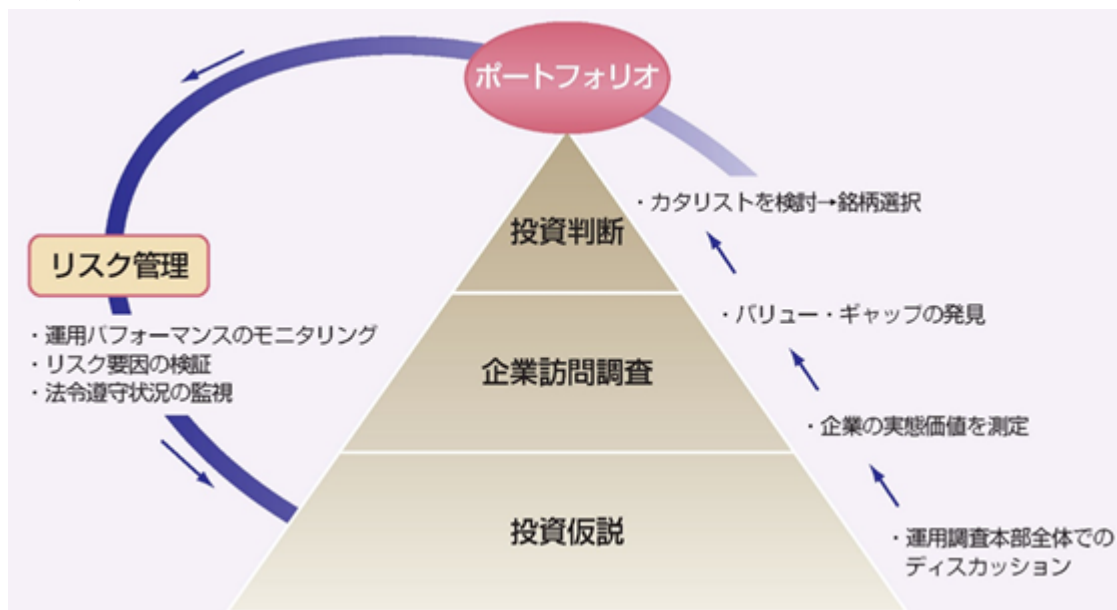 ポートフォリオ
投資判断
・カタリストを検討→銘柄選択
リスク管理
・バリュー・ギャップの発見
・運用パフォーマンスのモニタリング
・リスク要因の検証
・法令遵守状況の監視
企業訪問調査
・企業の実態価値を測定
投資仮説
・運用調査本部全体での
ディスカッション